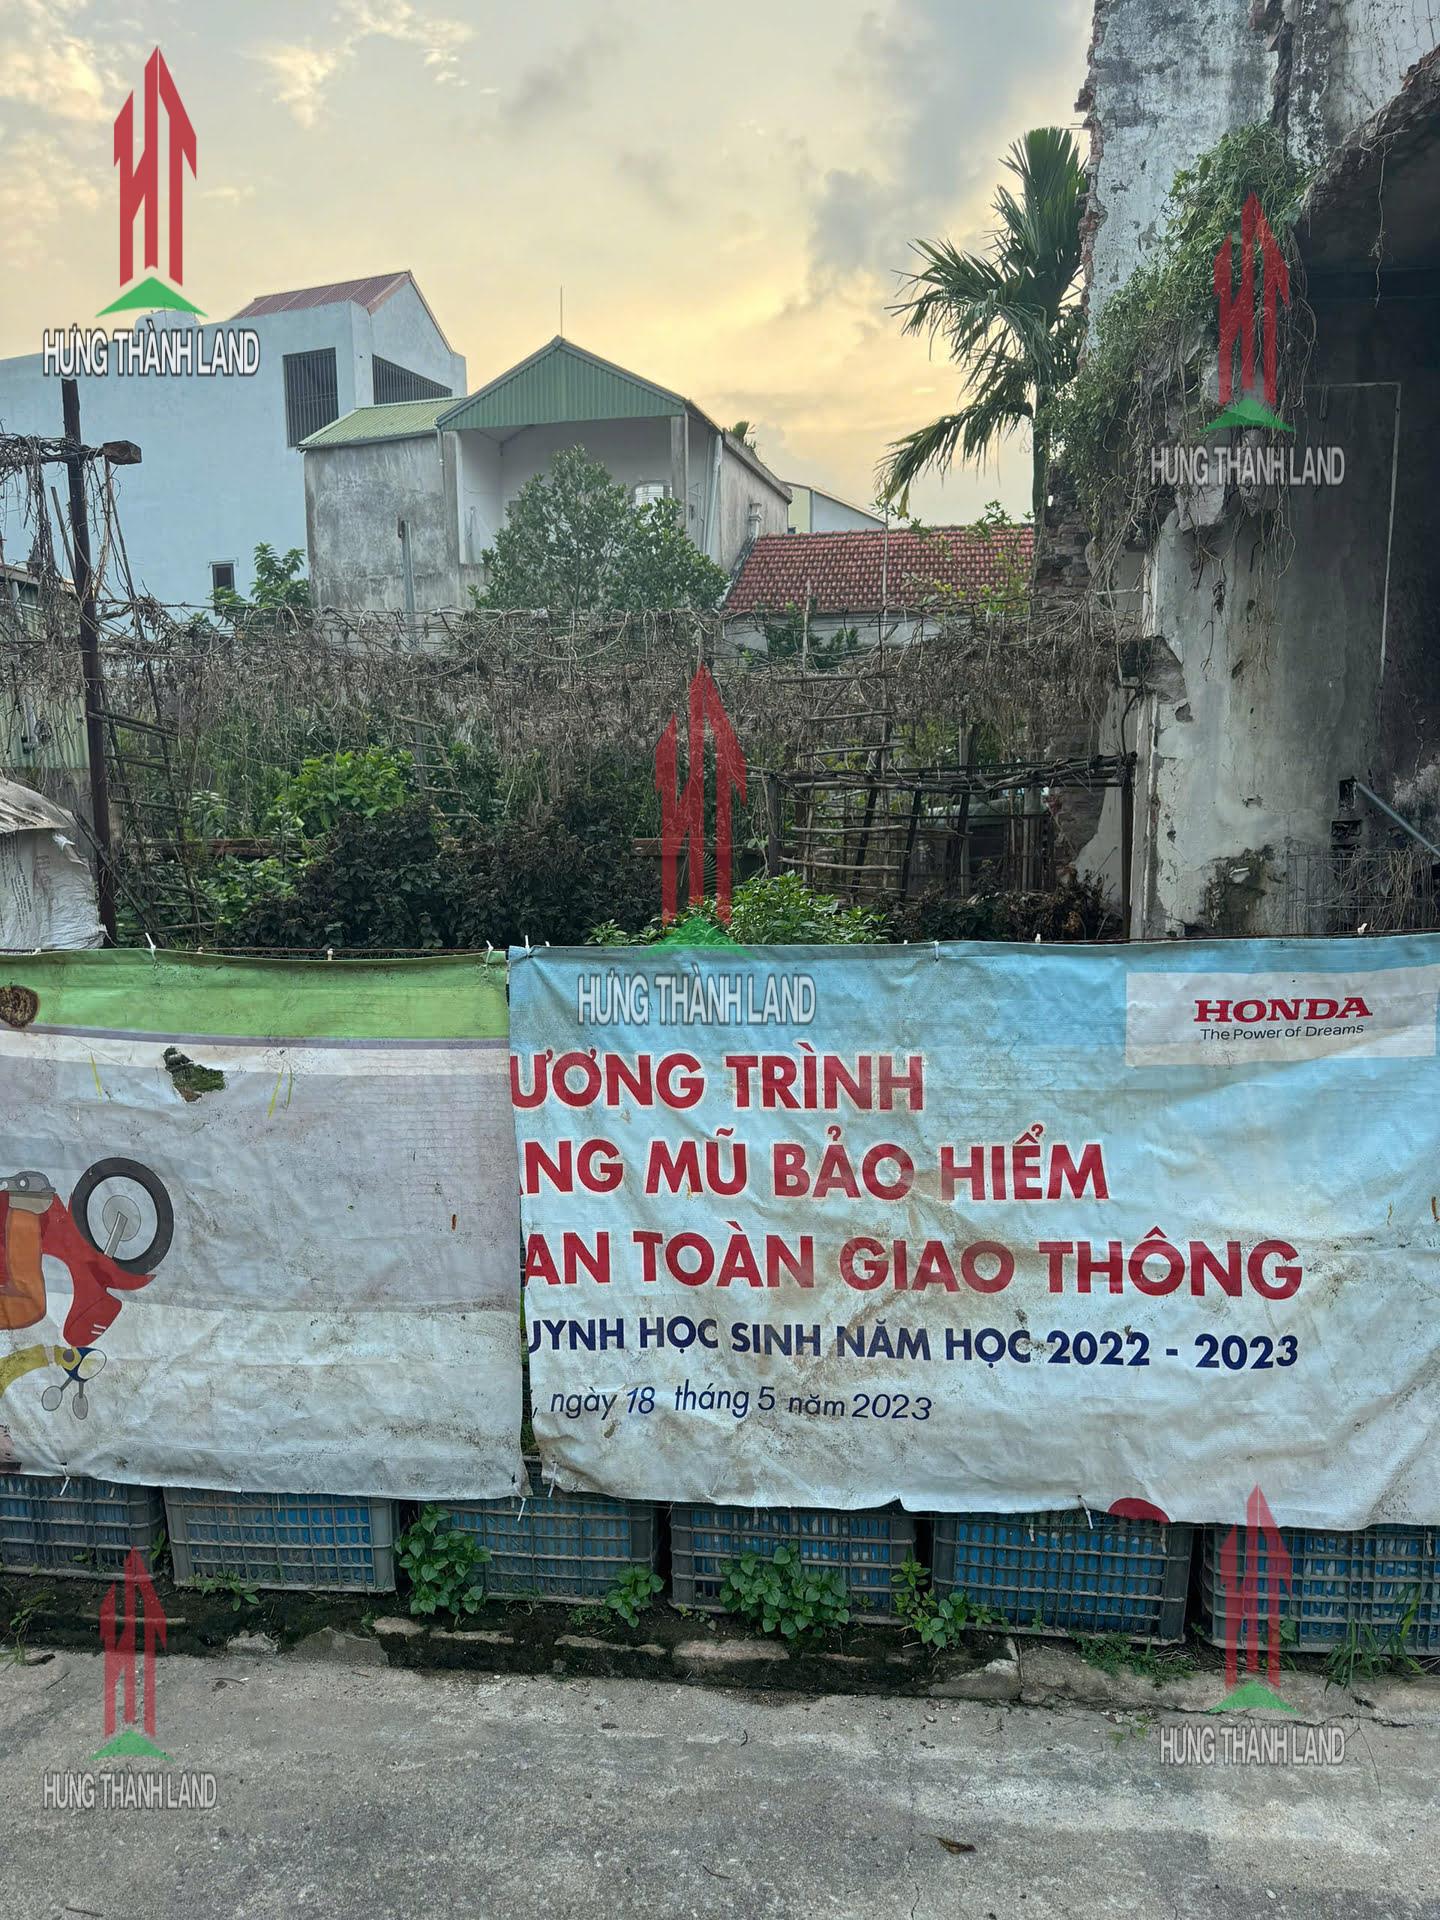 HƯNG THÀNH LAND
HƯNG THÀNH LAND
HƯNG THÀNH LAND
HONDA
The Power of Dreams
ƯƠNG TRÌNH
NG MŨ BẢO HIỂM
AN TOÀN GIAO THÔNG
UYNH HỌC SINH NĂM HỌC 2022 - 2023
, ngày 18 tháng 5 năm 2023
HƯNG THÀNH LAND
HƯNG THÀNH LAND